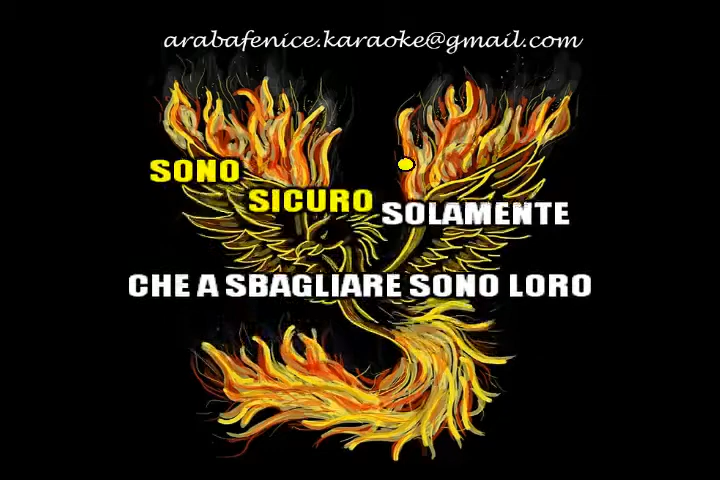 arabafenice.karaoke@gmail.com
SONO SICURO SOLAMENTE
CHE A SBAGLIARE SONO LORO